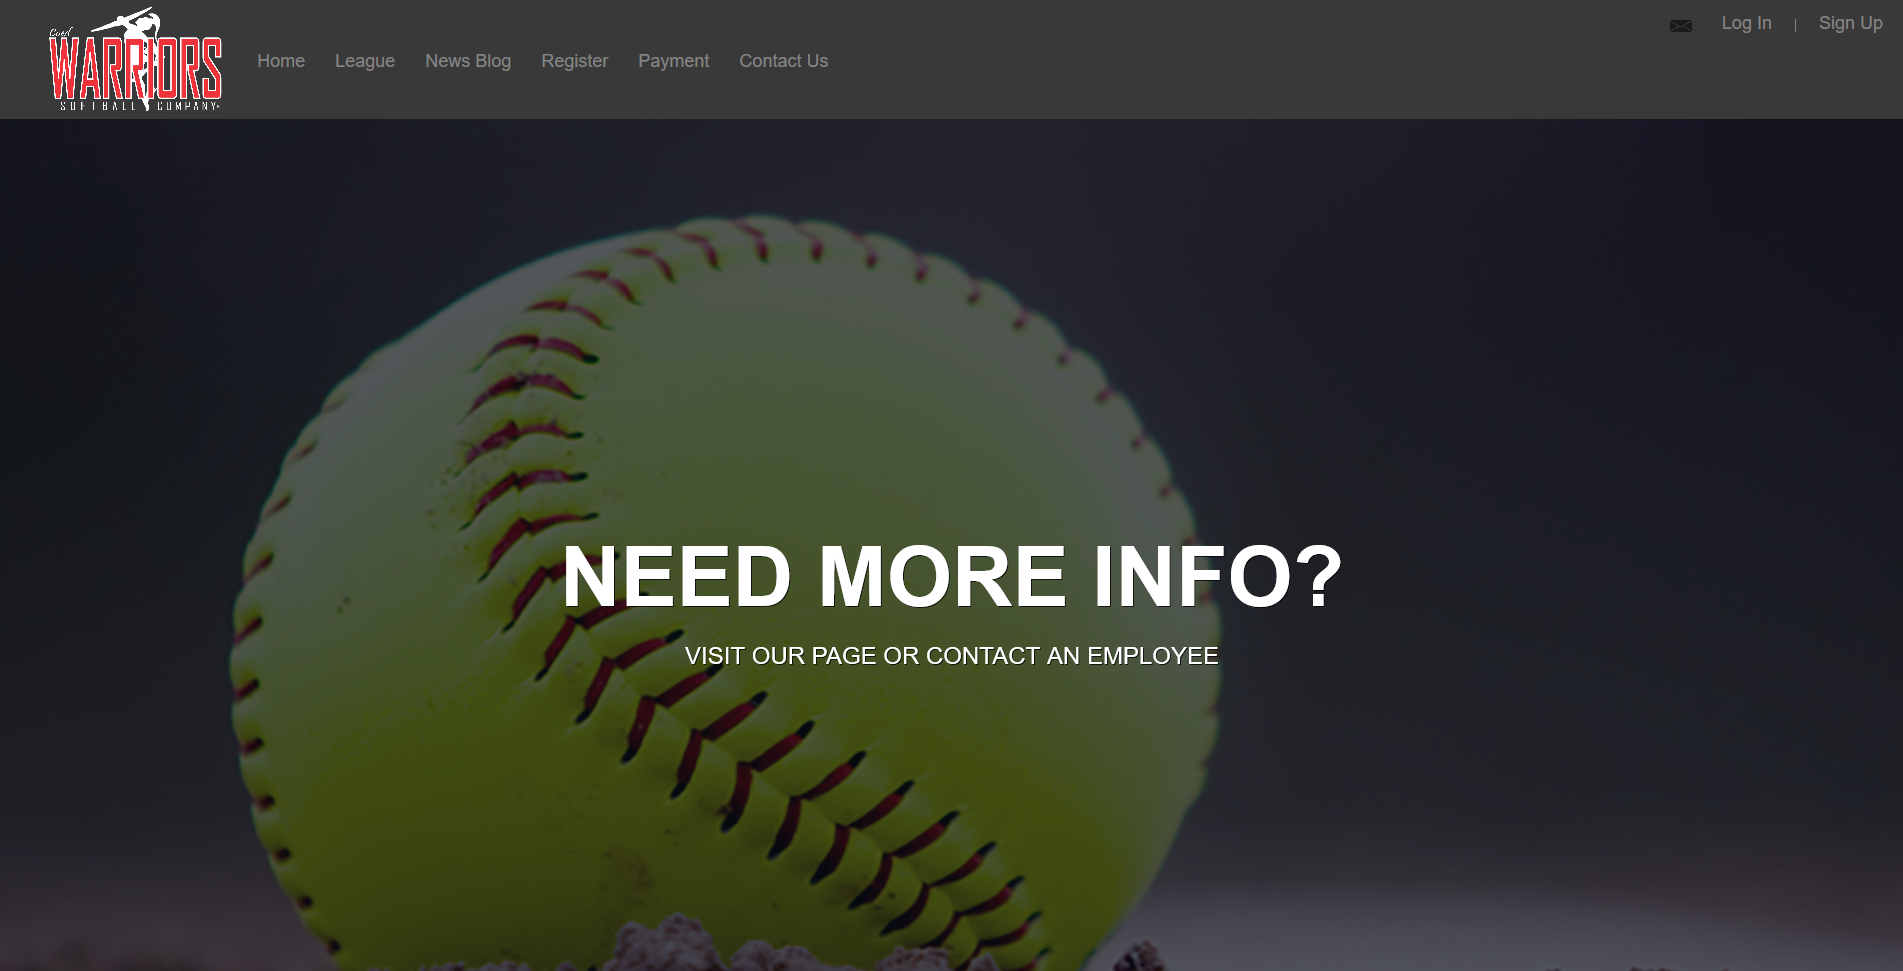 Coed
WARRIORS
SOFTBALL COMPANY
Home League News Blog Register Payment Contact Us
Log In | Sign Up
NEED MORE INFO?
VISIT OUR PAGE OR CONTACT AN EMPLOYEE